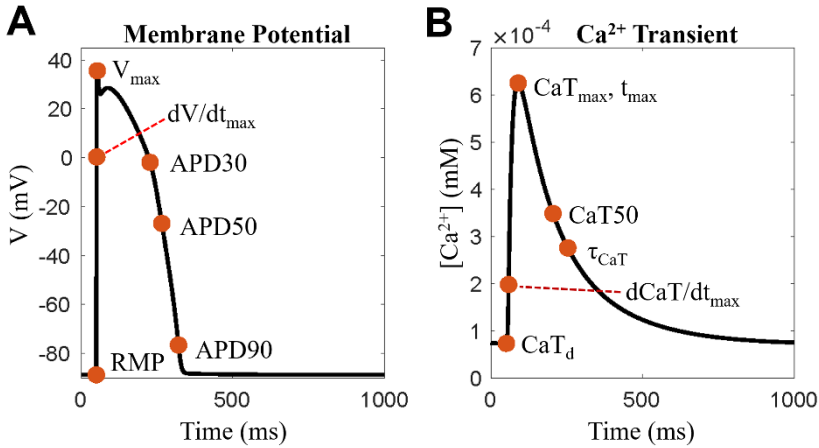 A
Membrane Potential
40
20
0
-20
-40
-60
-80
V (mV)
V_max
dV/dt_max
APD30
APD50
APD90
RMP
0
500
1000
Time (ms)
B
×10⁻⁴
Ca²⁺ Transient
7
6
5
4
3
2
1
0
[Ca²⁺] (mM)
CaT_max, t_max
CaT50
τ_CaT
dCaT/dt_max
CaT_d
0
500
1000
Time (ms)